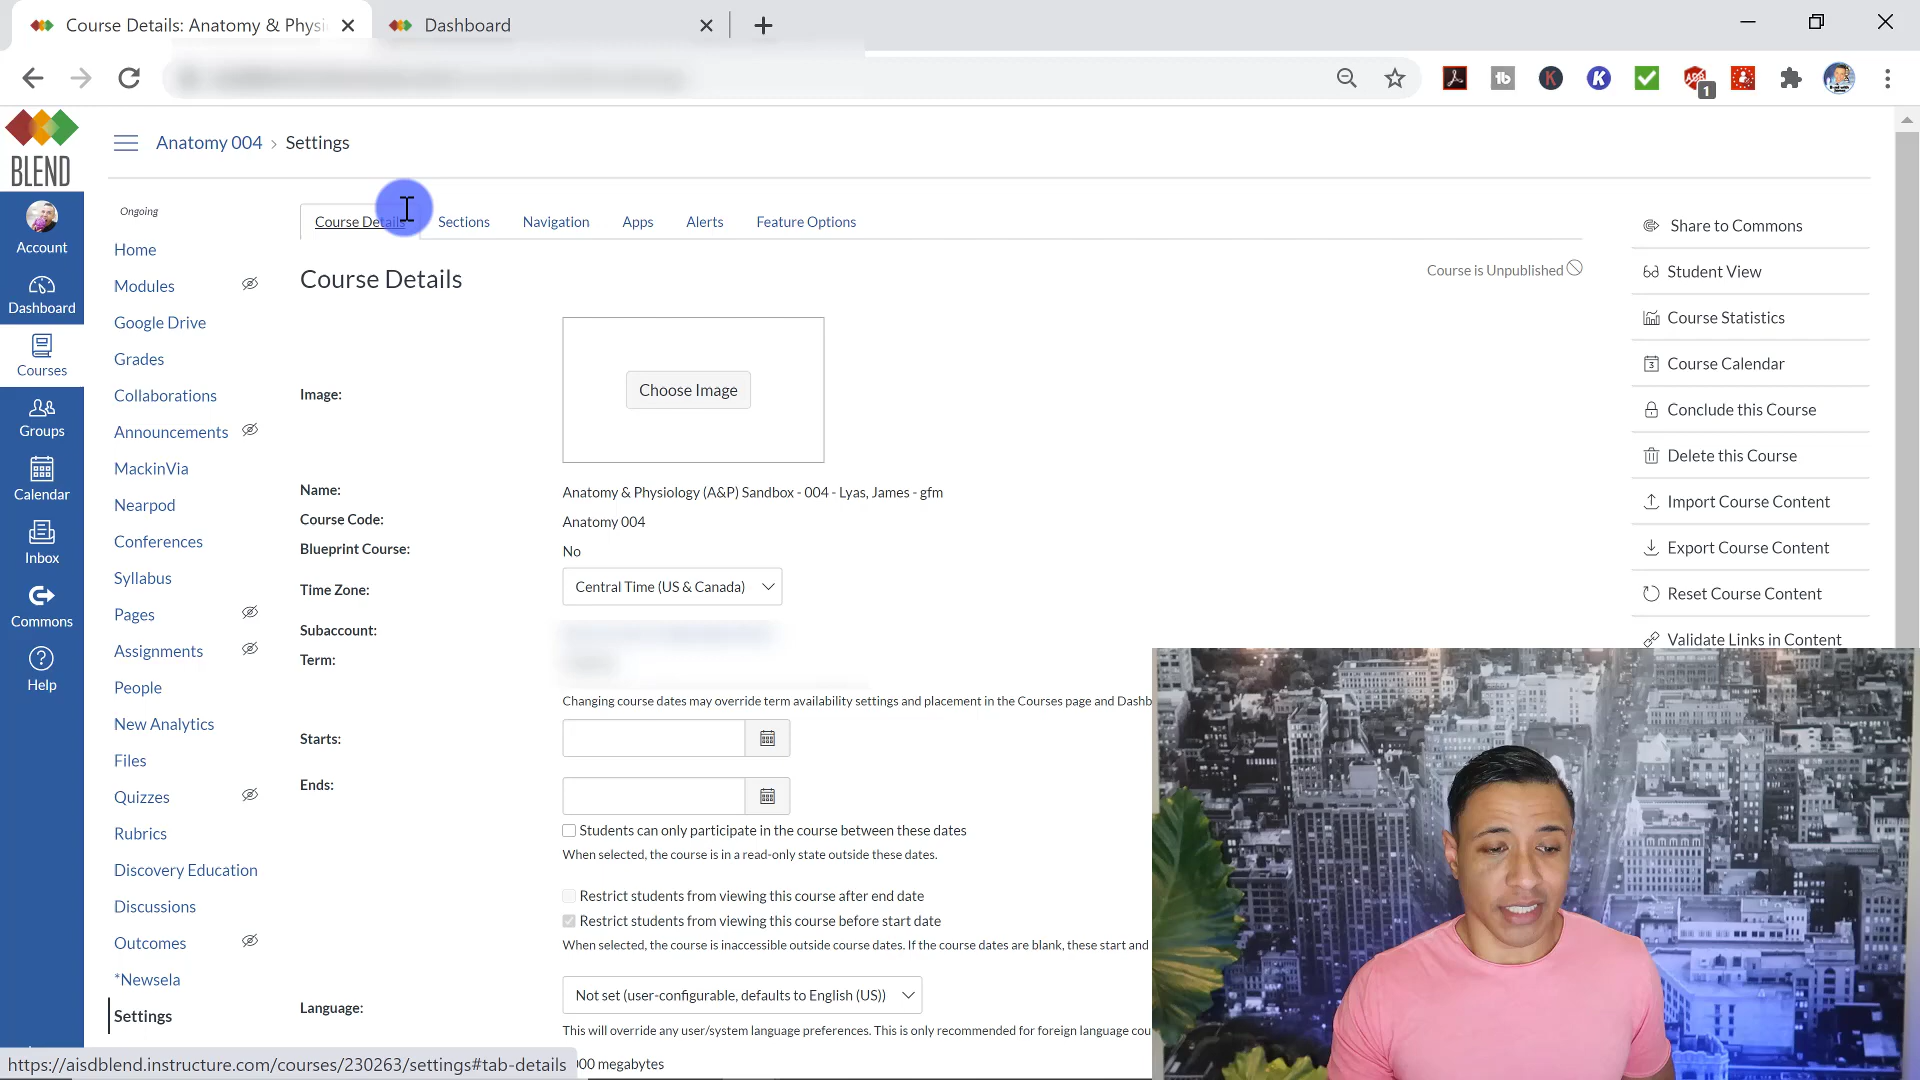 Course Details: Anatomy & Physi
Dashboard
1
BLEND
Account
Dashboard
Courses
Groups
Calendar
Inbox
Commons
Help
Anatomy 004 › Settings
Ongoing
Home
Modules
Google Drive
Grades
Collaborations
Announcements
MackinVia
Nearpod
Conferences
Syllabus
Pages
Assignments
People
New Analytics
Files
Quizzes
Rubrics
Discovery Education
Discussions
Outcomes
*Newsela
Settings
Course Details Sections Navigation Apps Alerts Feature Options
Course Details
Course is Unpublished
Image:
Choose Image
Name: Anatomy & Physiology (A&P) Sandbox - 004 - Lyas, James - gfm
Course Code: Anatomy 004
Blueprint Course: No
Time Zone: Central Time (US & Canada)
Subaccount:
Term:
Changing course dates may override term availability settings and placement in the Courses page and Dashb
Starts:
Ends:
Students can only participate in the course between these dates
When selected, the course is in a read-only state outside these dates.
Restrict students from viewing this course after end date
Restrict students from viewing this course before start date
When selected, the course is inaccessible outside course dates. If the course dates are blank, these start and
Language: Not set (user-configurable, defaults to English (US))
This will override any user/system language preferences. This is only recommended for foreign language cou
00 megabytes
Share to Commons
Student View
Course Statistics
3 Course Calendar
Conclude this Course
Delete this Course
Import Course Content
Export Course Content
Reset Course Content
Validate Links in Content
https://aisdblend.instructure.com/courses/230263/settings#tab-details